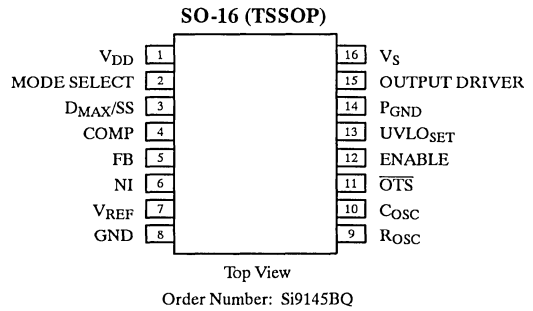 SO-16 (TSSOP)
VDD 1 16 VS
MODE SELECT 2 15 OUTPUT DRIVER
DMAX/SS 3 14 PGND
COMP 4 13 UVLOSET
FB 5 12 ENABLE
NI 6 11 OTS
VREF 7 10 COSC
GND 8 9 ROSC
Top View
Order Number: Si9145BQ